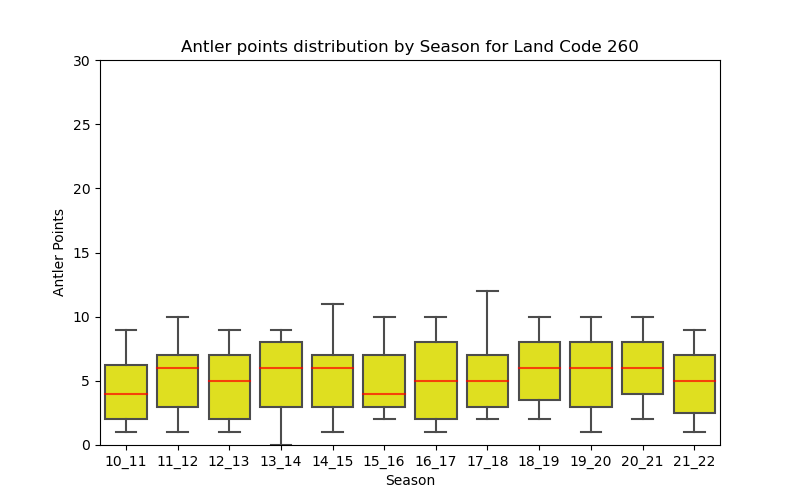 Antler points distribution by Season for Land Code 260
Antler Points
30
25
20
15
10
5
0
10_11 11_12 12_13 13_14 14_15 15_16 16_17 17_18 18_19 19_20 20_21 21_22
Season